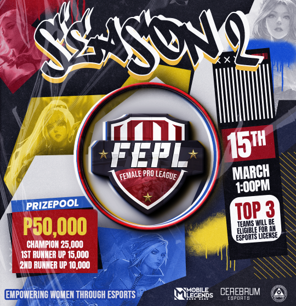 SEASON 2
FEPL
FEMALE PRO LEAGUE
15TH
MARCH
1:00PM
TOP 3
TEAMS WILL BE
ELIGIBLE FOR AN
ESPORTS LICENSE
PRIZEPOOL
₱50,000
CHAMPION 25,000
1ST RUNNER UP 15,000
2ND RUNNER UP 10,000
EMPOWERING WOMEN THROUGH ESPORTS
MOBILE
LEGENDS
CEREBRUM
ESPORTS